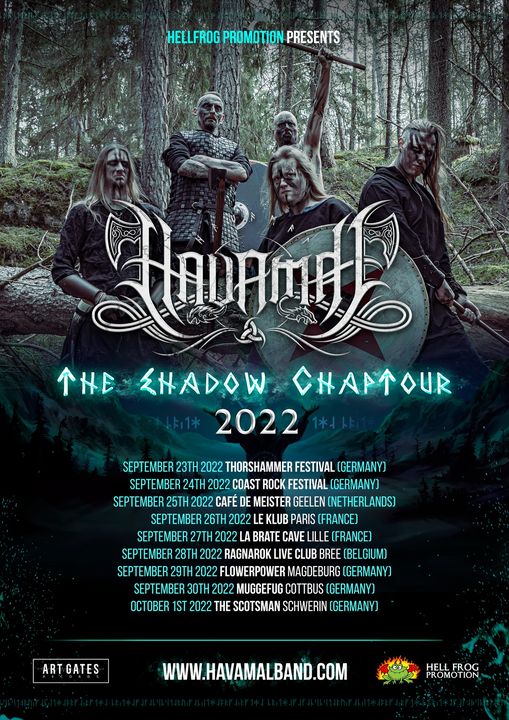 HELLFROG PROMOTION PRESENTS
HAVAMAL
THE SHADOW CHAPTOUR
2022
SEPTEMBER 23TH 2022 THORSHAMMER FESTIVAL (GERMANY)
SEPTEMBER 24TH 2022 COAST ROCK FESTIVAL (GERMANY)
SEPTEMBER 25TH 2022 CAFÉ DE MEISTER GEELEN (NETHERLANDS)
SEPTEMBER 26TH 2022 LE KLUB PARIS (FRANCE)
SEPTEMBER 27TH 2022 LA BRATE CAVE LILLE (FRANCE)
SEPTEMBER 28TH 2022 RAGNAROK LIVE CLUB BREE (BELGIUM)
SEPTEMBER 29TH 2022 FLOWERPOWER MAGDEBURG (GERMANY)
SEPTEMBER 30TH 2022 MUGGEFUG COTTBUS (GERMANY)
OCTOBER 1ST 2022 THE SCOTSMAN SCHWERIN (GERMANY)
ART GATES
RECORDS
WWW.HAVAMALBAND.COM
HELL FROG
PROMOTION